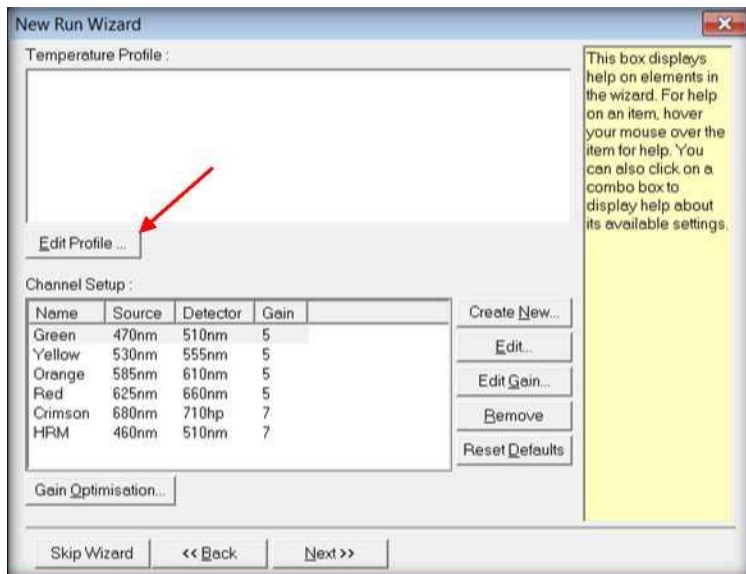 New Run Wizard
Temperature Profile :
Edit Profile ...
Channel Setup :
Name Source Detector Gain
Green 470nm 510nm 5
Yellow 530nm 555nm 5
Orange 585nm 610nm 5
Red 625nm 660nm 5
Crimson 680nm 710hp 7
HRM 460nm 510nm 7
Create New...
Edit...
Edit Gain...
Remove
Reset Defaults
Gain Optimisation...
Skip Wizard
<< Back
Next >>
This box displays
help on elements in
the wizard. For help
on an item, hover
your mouse over the
item for help. You
can also click on a
combo box to
display help about
its available settings.